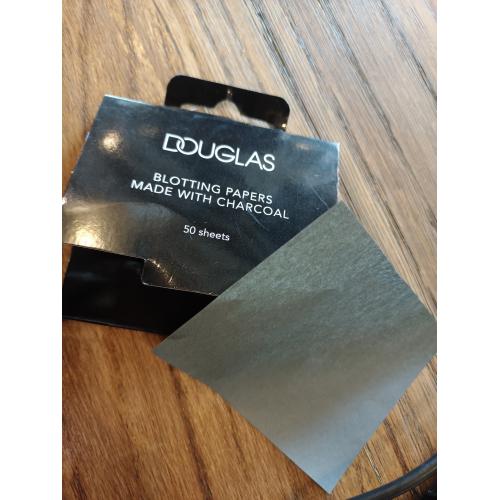 DOUGLAS
BLOTTING PAPERS
MADE WITH CHARCOAL
50 sheets